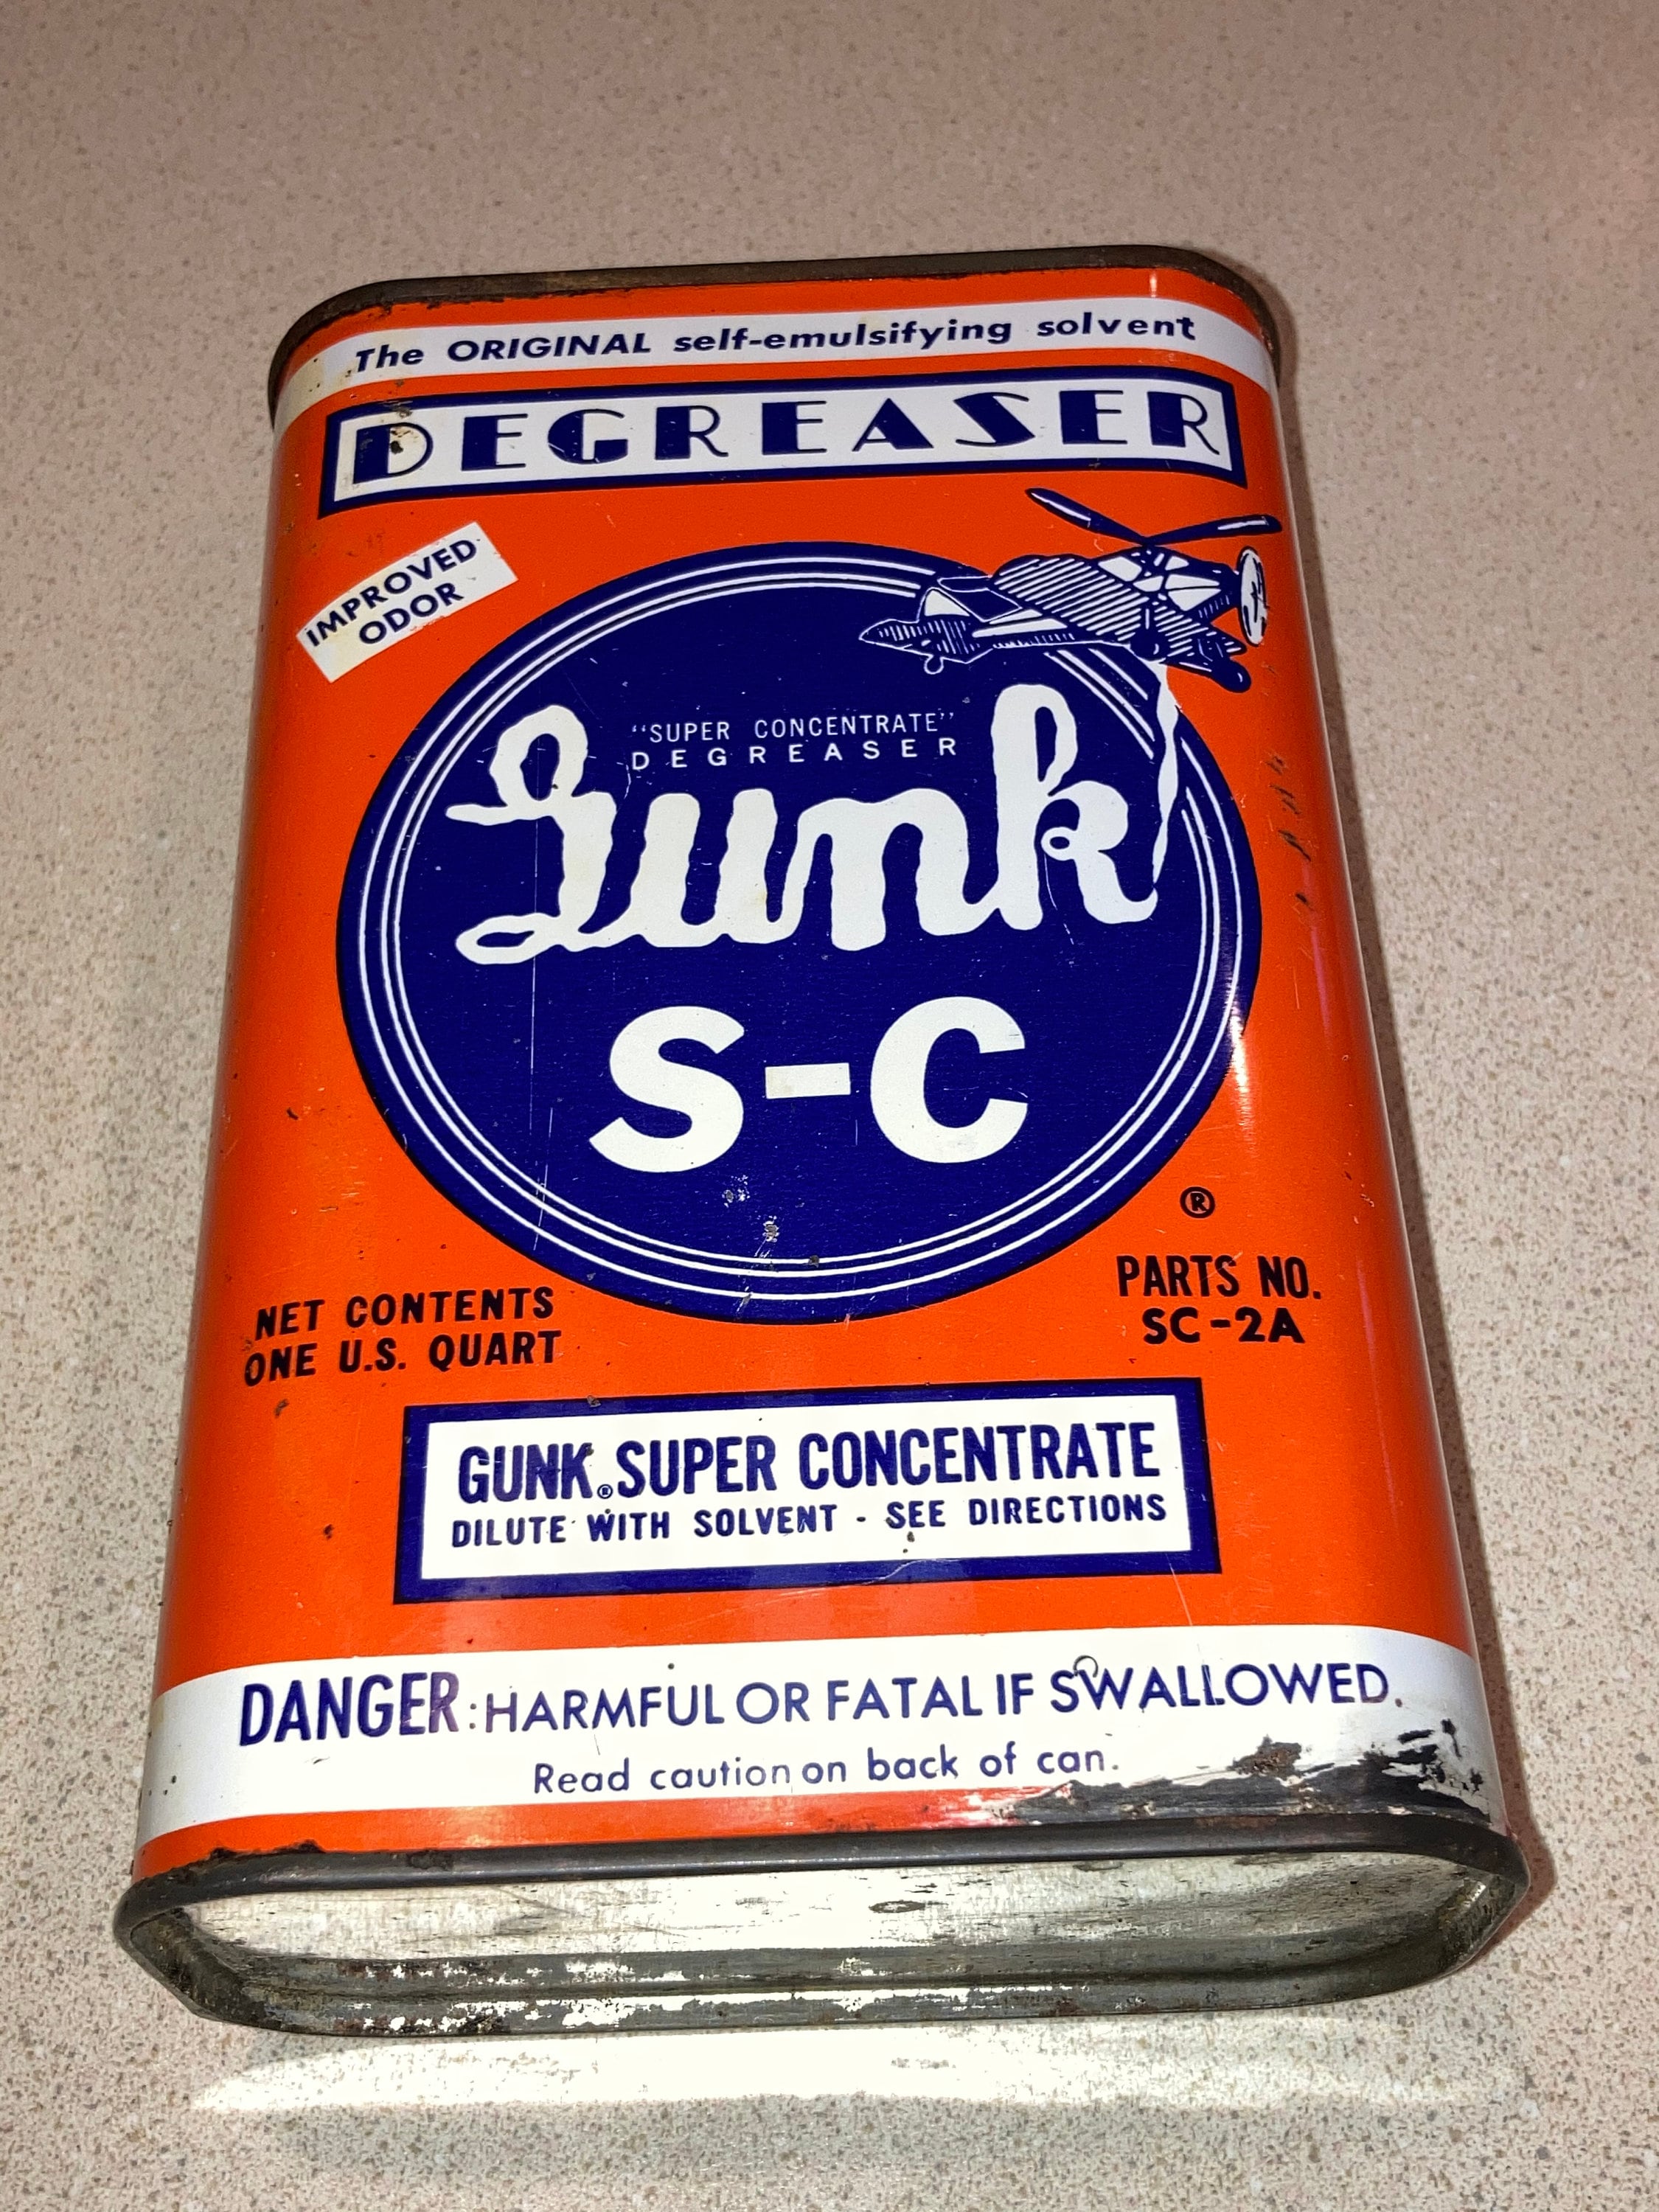 The ORIGINAL self-emulsifying solvent
DEGREASER
IMPROVED
ODOR
"SUPER CONCENTRATE"
DEGREASER
Gunk
S-C
®
NET CONTENTS
ONE U.S. QUART
PARTS NO.
SC-2A
GUNK® SUPER CONCENTRATE
DILUTE WITH SOLVENT - SEE DIRECTIONS
DANGER: HARMFUL OR FATAL IF SWALLOWED.
Read caution on back of can.